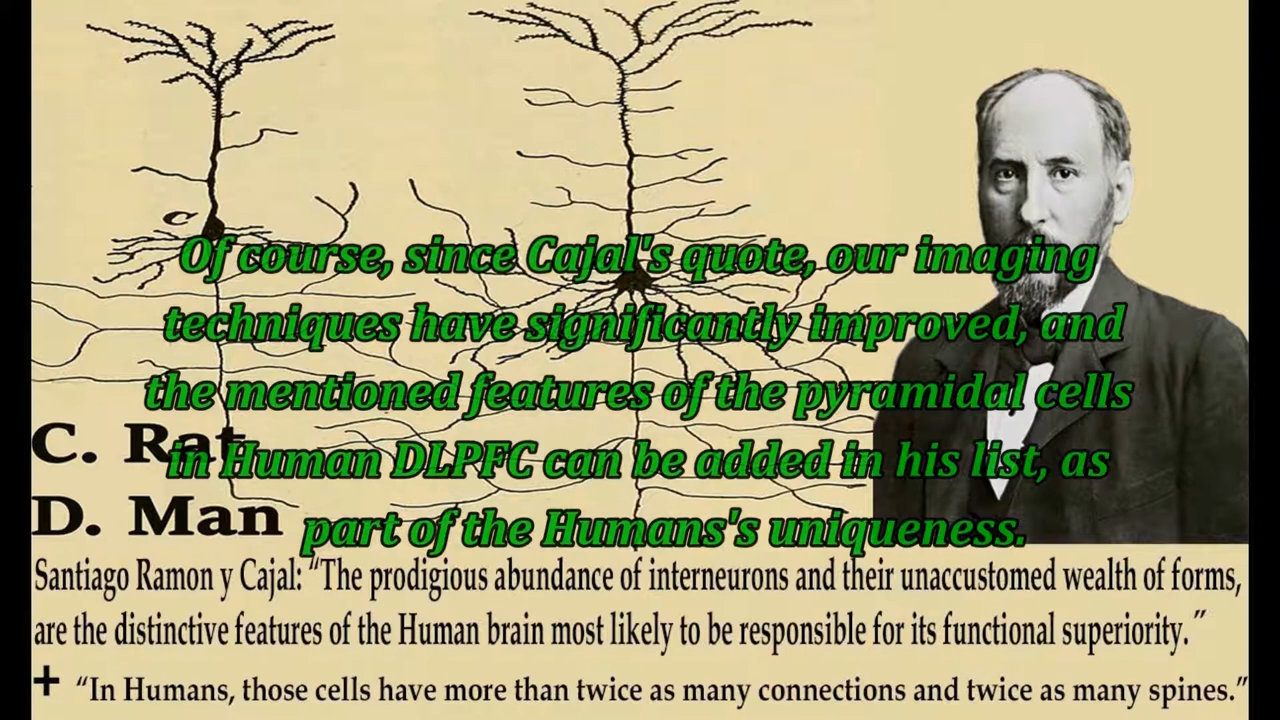 c
Of course, since Cajal's quote, our imaging
techniques have significantly improved, and
the mentioned features of the pyramidal cells
in Human DLPFC can be added in his list, as
part of the Humans's uniqueness.
C. Rat
D. Man
Santiago Ramon y Cajal: “The prodigious abundance of interneurons and their unaccustomed wealth of forms,
are the distinctive features of the Human brain most likely to be responsible for its functional superiority.”
+ “In Humans, those cells have more than twice as many connections and twice as many spines.”